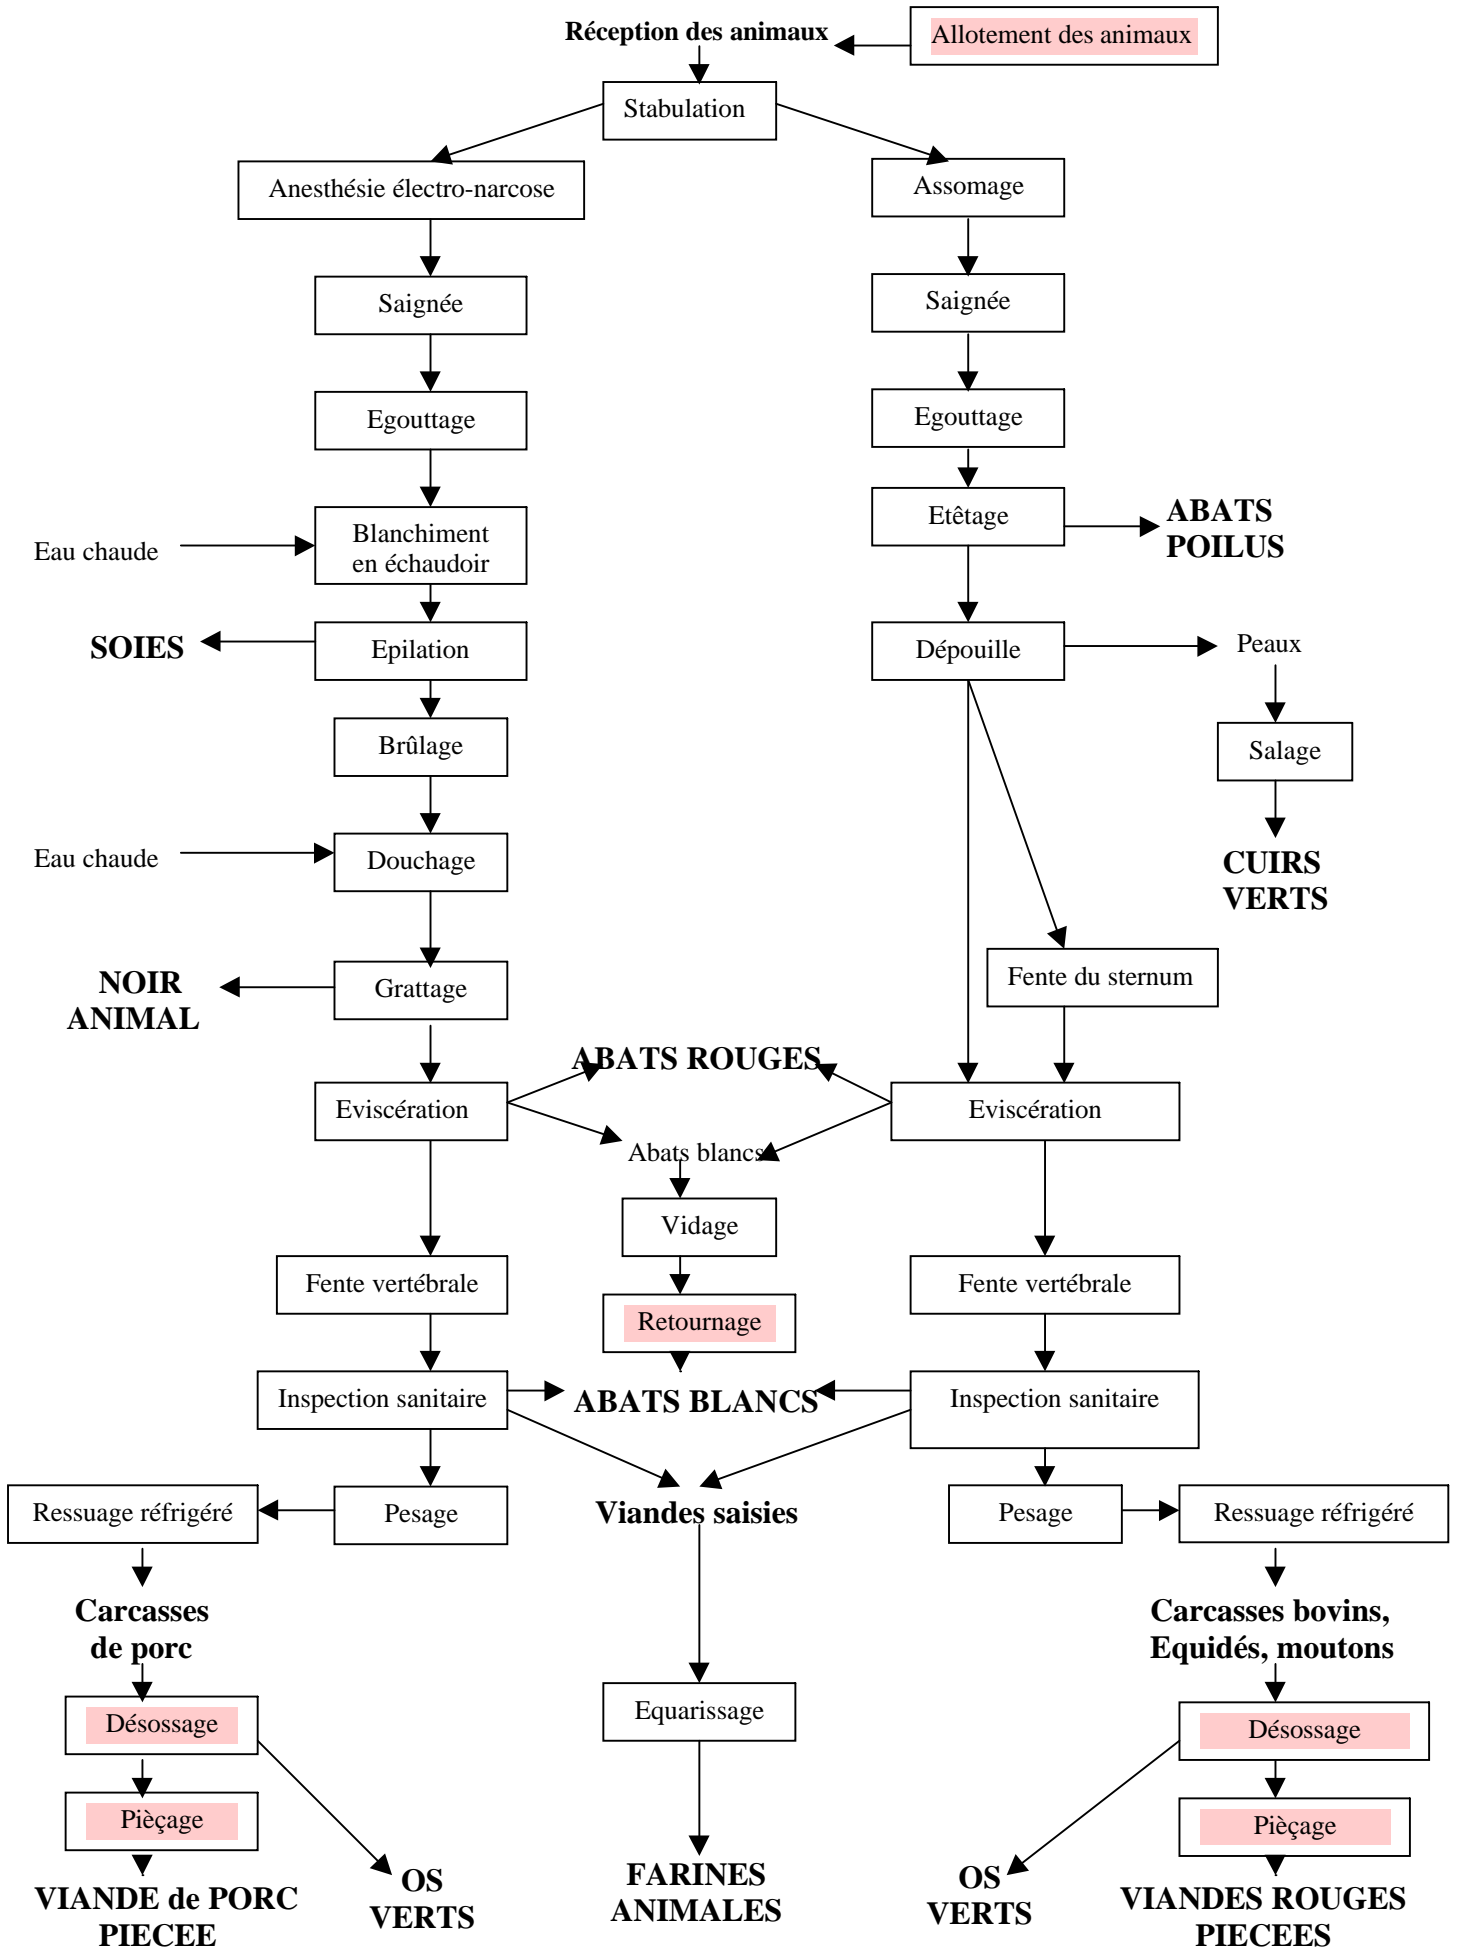 Réception des animaux
Allotement des animaux
Stabulation
Anesthésie électro-narcose
Assomage
Saignée
Saignée
Egouttage
Egouttage
Eau chaude
Blanchiment
en échaudoir
Etêtage
ABATS
POILUS
SOIES
Epilation
Dépouille
Peaux
Brûlage
Salage
Eau chaude
Douchage
CUIRS
VERTS
NOIR
ANIMAL
Grattage
Fente du sternum
ABATS ROUGES
Eviscération
Eviscération
Abats blancs
Vidage
Fente vertébrale
Fente vertébrale
Retournage
Inspection sanitaire
ABATS BLANCS
Inspection sanitaire
Ressuage réfrigéré
Pesage
Viandes saisies
Pesage
Ressuage réfrigéré
Carcasses
de porc
Carcasses bovins,
Equidés, moutons
Désossage
Equarissage
Désossage
Pièçage
Pièçage
VIANDE de PORC
PIECEE
OS
VERTS
FARINES
ANIMALES
OS
VERTS
VIANDES ROUGES
PIECEES